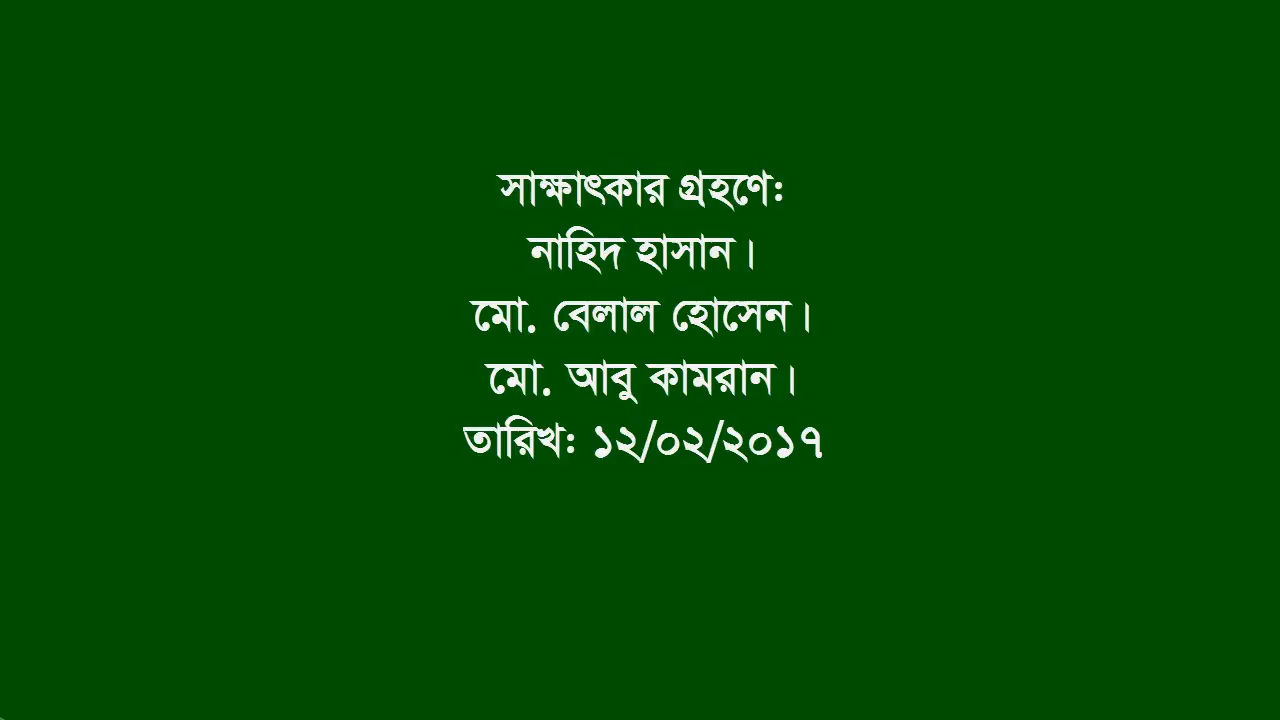 সাক্ষাৎকার গ্রহণে:
নাহিদ হাসান।
মো. বেলাল হোসেন।
মো. আবু কামরান।
তারিখ: ১২/০২/২০১৭